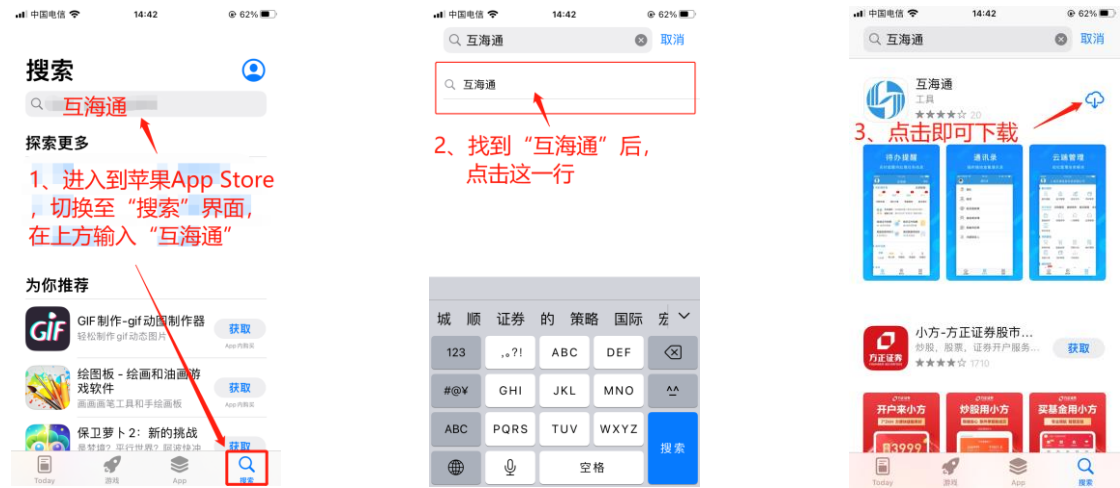 中国电信 14:42 62%
搜索
互海通
探索更多
1、进入到苹果App Store
，切换至“搜索”界面，
在上方输入“互海通”
为你推荐
GIF制作-gif动图制作器
轻松制作gif动态图片
获取
App内购买
绘图板 - 绘画和油画游
戏软件
画画画笔工具和手绘画板
获取
App内购买
保卫萝卜2：新的挑战
是梦境？平行世界？阿波快冲
获取
Today 游戏 App 搜索
中国电信 14:42 62%
互海通 取消
互海通
2、找到“互海通”后，
点击这一行
城 顺 证券 的 策略 国际
123 ,。?! ABC DEF
#@¥ GHI JKL MNO ^^
ABC PQRS TUV WXYZ
搜索
空格
中国电信 14:42 62%
互海通 取消
互海通
工具
20
3、点击即可下载
待办提醒 通讯录 云端管理
小方-方正证券股市...
炒股，股票，证券开户服务...
1710
获取
方正证券
开户来小方 炒股用小方 买基金用小方
3999
Today 游戏 App 搜索